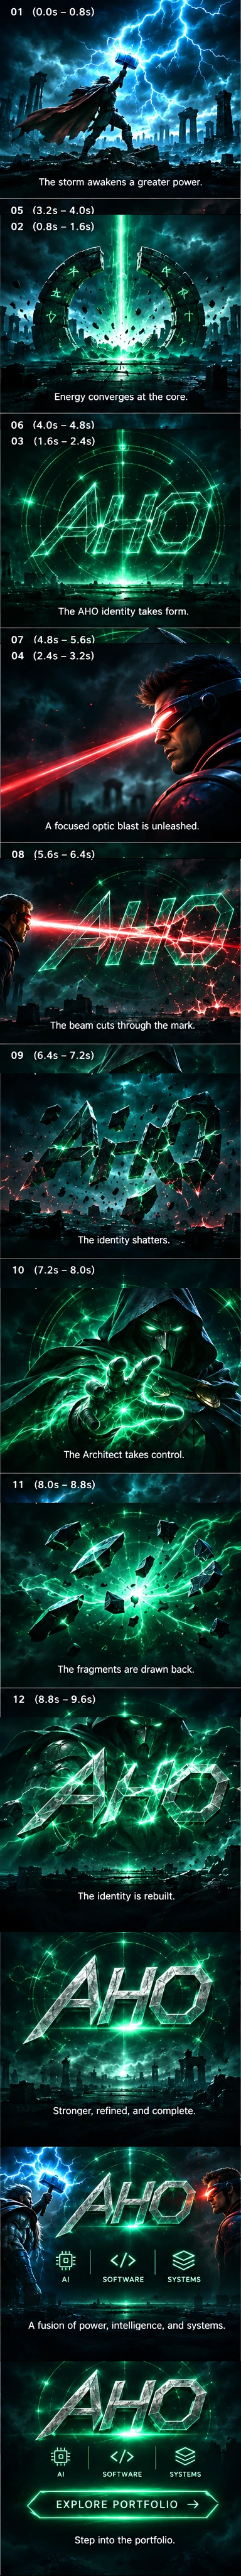 01 (0.0s – 0.8s)
The storm awakens a greater power.
05 (3.2s – 4.0s)
02 (0.8s – 1.6s)
Energy converges at the core.
06 (4.0s – 4.8s)
03 (1.6s – 2.4s)
AHO
The AHO identity takes form.
07 (4.8s – 5.6s)
04 (2.4s – 3.2s)
A focused optic blast is unleashed.
08 (5.6s – 6.4s)
AHO
The beam cuts through the mark.
09 (6.4s – 7.2s)
AHO
The identity shatters.
10 (7.2s – 8.0s)
The Architect takes control.
11 (8.0s – 8.8s)
The fragments are drawn back.
12 (8.8s – 9.6s)
AHO
The identity is rebuilt.
AHO
Stronger, refined, and complete.
AHO
AI SOFTWARE SYSTEMS
A fusion of power, intelligence, and systems.
AHO
AI SOFTWARE SYSTEMS
EXPLORE PORTFOLIO →
Step into the portfolio.